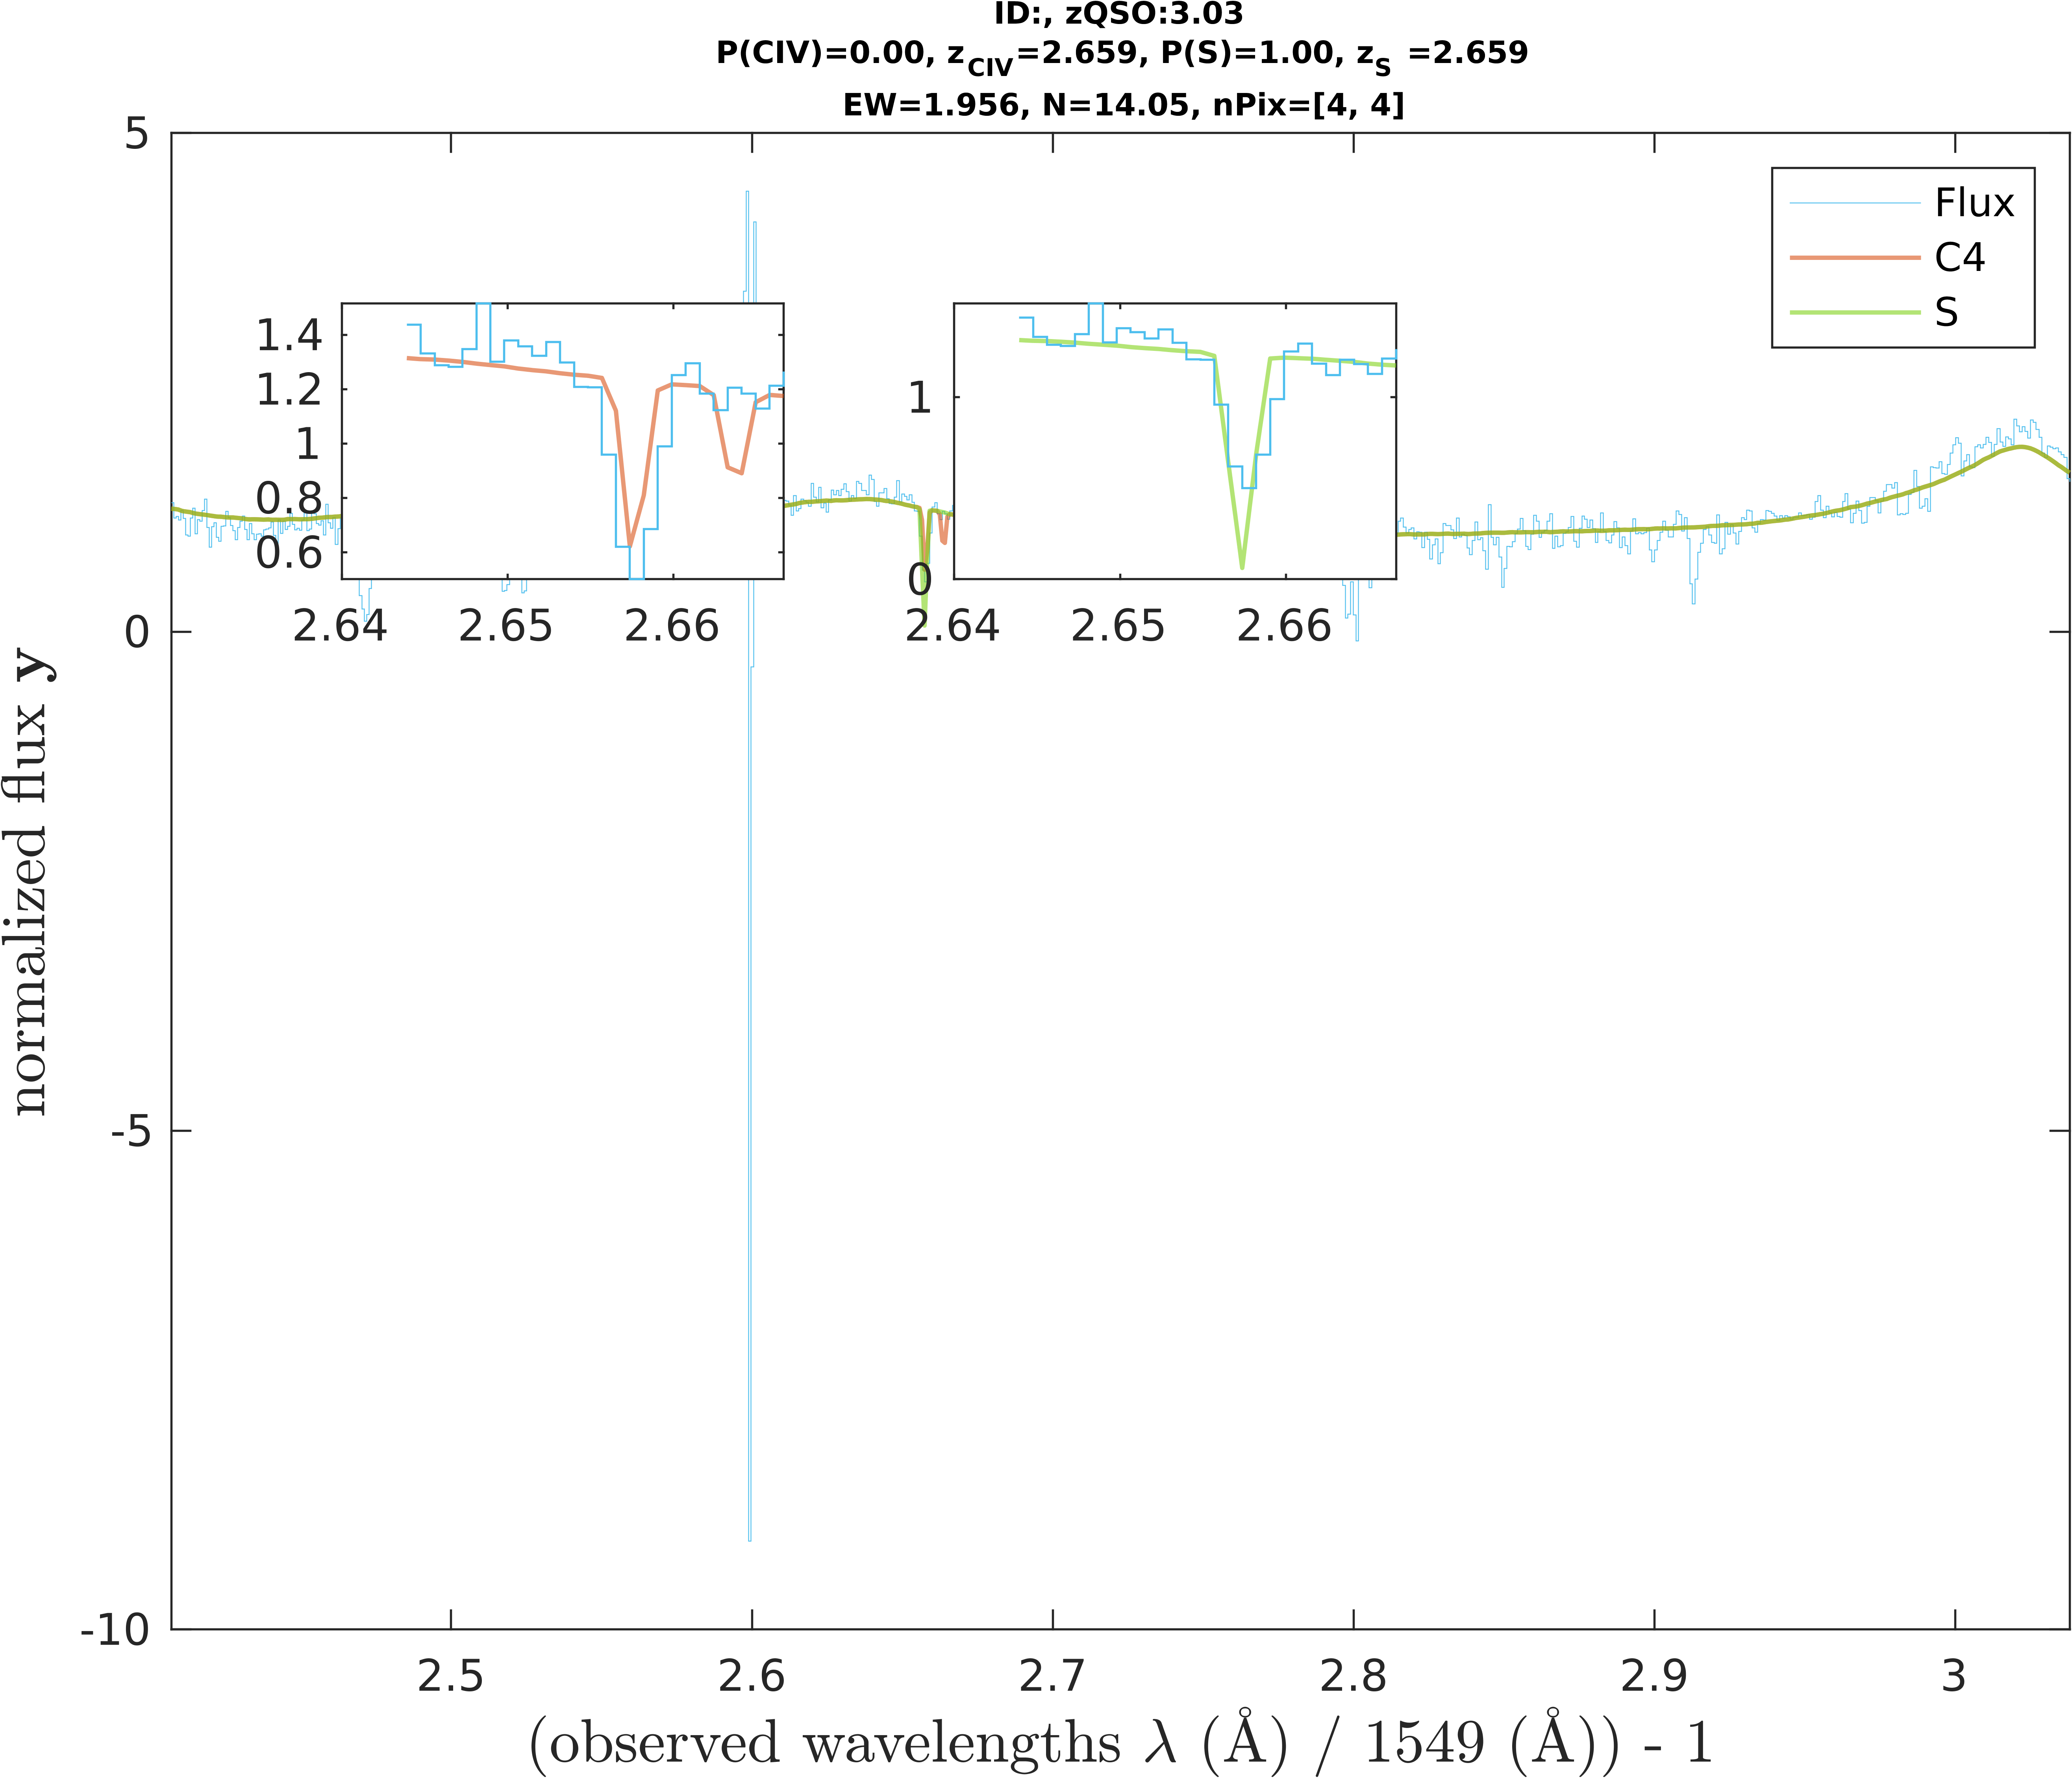 ID:, zQSO:3.03
P(CIV)=0.00, zCIV=2.659, P(S)=1.00, zS =2.659
EW=1.956, N=14.05, nPix=[4, 4]
5
0
-5
-10
normalized flux y
Flux
C4
S
1.4
1.2
1
0.8
0.6
2.64 2.65 2.66
1
0
2.64 2.65 2.66
2.5 2.6 2.7 2.8 2.9 3
(observed wavelengths λ (Å) / 1549 (Å)) - 1